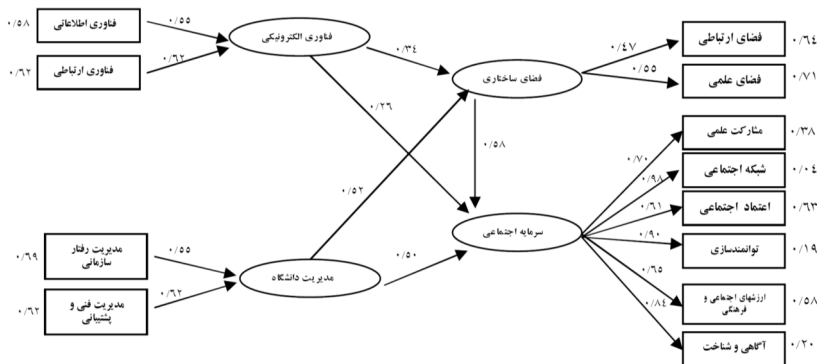 ۰/۵۸
فناوری اطلاعاتی
۰/۵۵
فناوری الکترونیکی
۰/۶۲
فناوری ارتباطی
۰/۶۲
۰/۳۴
۰/۲۶
فضای ساختاری
۰/۴۷
فضای ارتباطی
۰/۶۴
۰/۵۵
فضای علمی
۰/۷۱
۰/۵۸
۰/۵۲
۰/۶۹
مدیریت رفتار
سازمانی
۰/۵۵
مدیریت دانشگاه
۰/۶۲
مدیریت فنی و
پشتیبانی
۰/۶۲
۰/۵۰
سرمایه اجتماعی
۰/۷۰
مشارکت علمی
۰/۳۸
۰/۹۸
شبکه اجتماعی
۰/۰۴
۰/۶۱
اعتماد اجتماعی
۰/۶۳
۰/۹۰
توانمندسازی
۰/۱۹
۰/۶۵
ارزشهای اجتماعی و
فرهنگی
۰/۵۸
۰/۸۴
آگاهی و شناخت
۰/۲۰